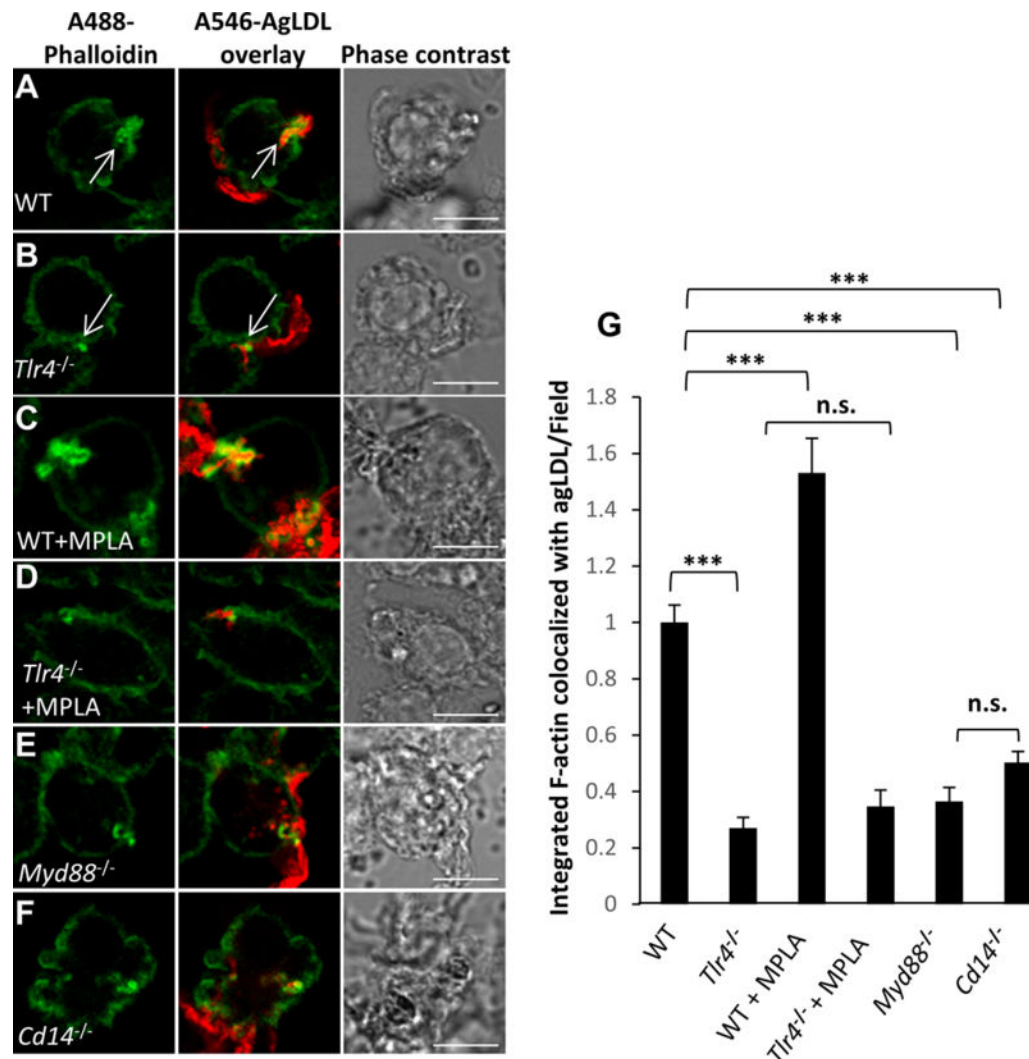 A488-
Phalloidin
A546-AgLDL
overlay
Phase contrast
A
WT
B
Tlr4-/-
C
WT+MPLA
D
Tlr4-/-
+MPLA
E
Myd88-/-
F
Cd14-/-
G
***
***
***
n.s.
***
n.s.
Integrated F-actin colocalized with agLDL/Field
1.8
1.6
1.4
1.2
1
0.8
0.6
0.4
0.2
0
WT
Tlr4-/-
WT + MPLA
Tlr4-/- + MPLA
Myd88-/-
Cd14-/-